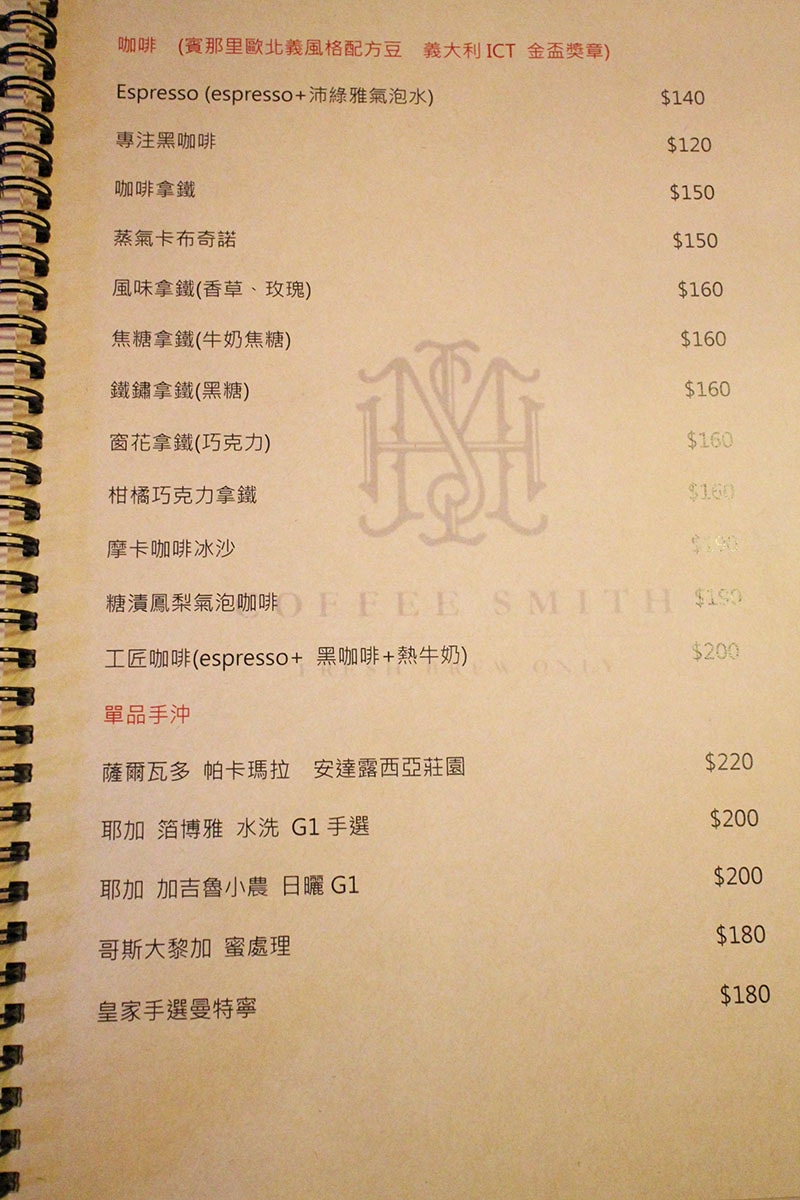 咖啡 (賓那里歐北義風格配方豆 義大利 ICT 金盃獎章)
Espresso (espresso+沛綠雅氣泡水) $140
專注黑咖啡 $120
咖啡拿鐵 $150
蒸氣卡布奇諾 $150
風味拿鐵(香草、玫瑰) $160
焦糖拿鐵(牛奶焦糖) $160
鐵鏽拿鐵(黑糖) $160
窗花拿鐵(巧克力) $160
柑橘巧克力拿鐵 $160
摩卡咖啡冰沙
糖漬鳳梨氣泡咖啡 $190
COFFEE SMITH
工匠咖啡(espresso+ 黑咖啡+熱牛奶) $200
單品手沖
薩爾瓦多 帕卡瑪拉 安達露西亞莊園 $220
耶加 箔博雅 水洗 G1 手選 $200
耶加 加吉魯小農 日曬 G1 $200
哥斯大黎加 蜜處理 $180
皇家手選曼特寧 $180